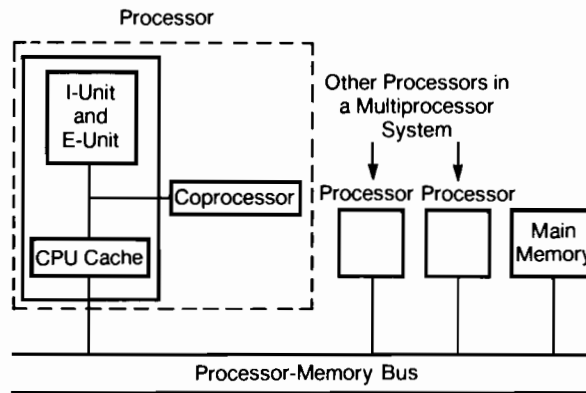 Processor
I-Unit
and
E-Unit
Coprocessor
CPU Cache
Other Processors in
a Multiprocessor
System
Processor Processor
Main
Memory
Processor-Memory Bus